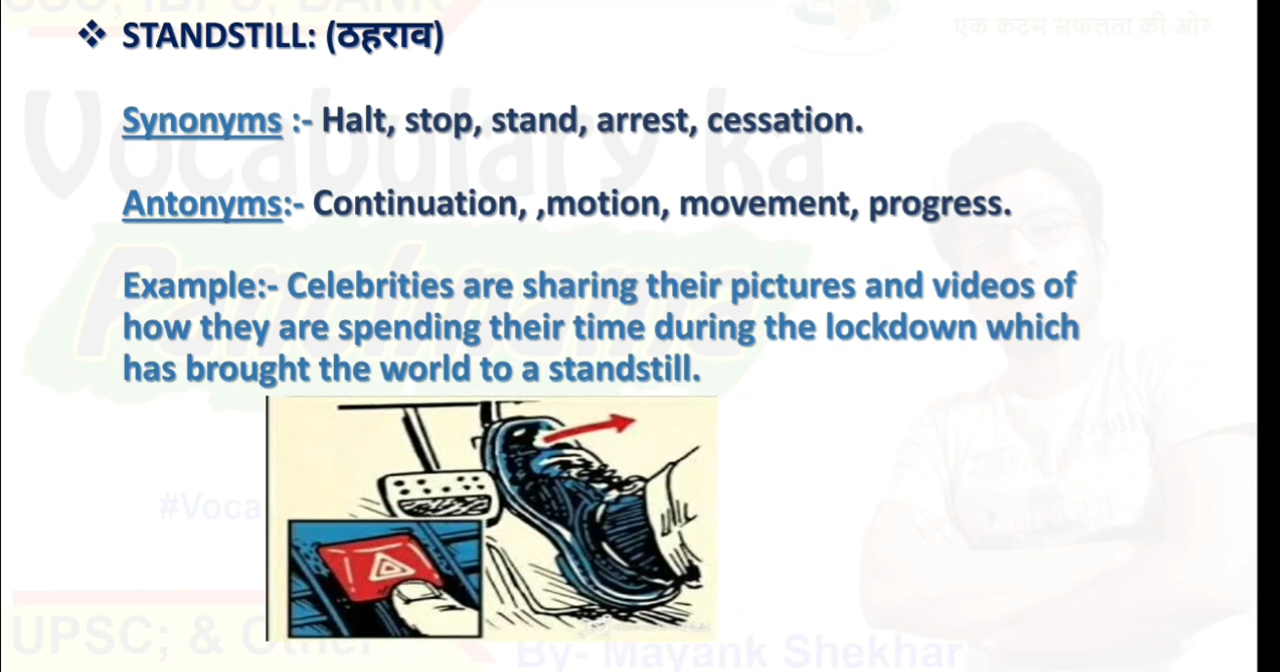 SSC, IBPS, BANK
एक कदम सफलता की ओर
❖ STANDSTILL: (ठहराव)
Vocabulary ka
Synonyms :- Halt, stop, stand, arrest, cessation.
Antonyms:- Continuation, ,motion, movement, progress.
Panchnama
Example:- Celebrities are sharing their pictures and videos of
how they are spending their time during the lockdown which
has brought the world to a standstill.
#Voca
UPSC; & Other
By- Mayank Shekhar